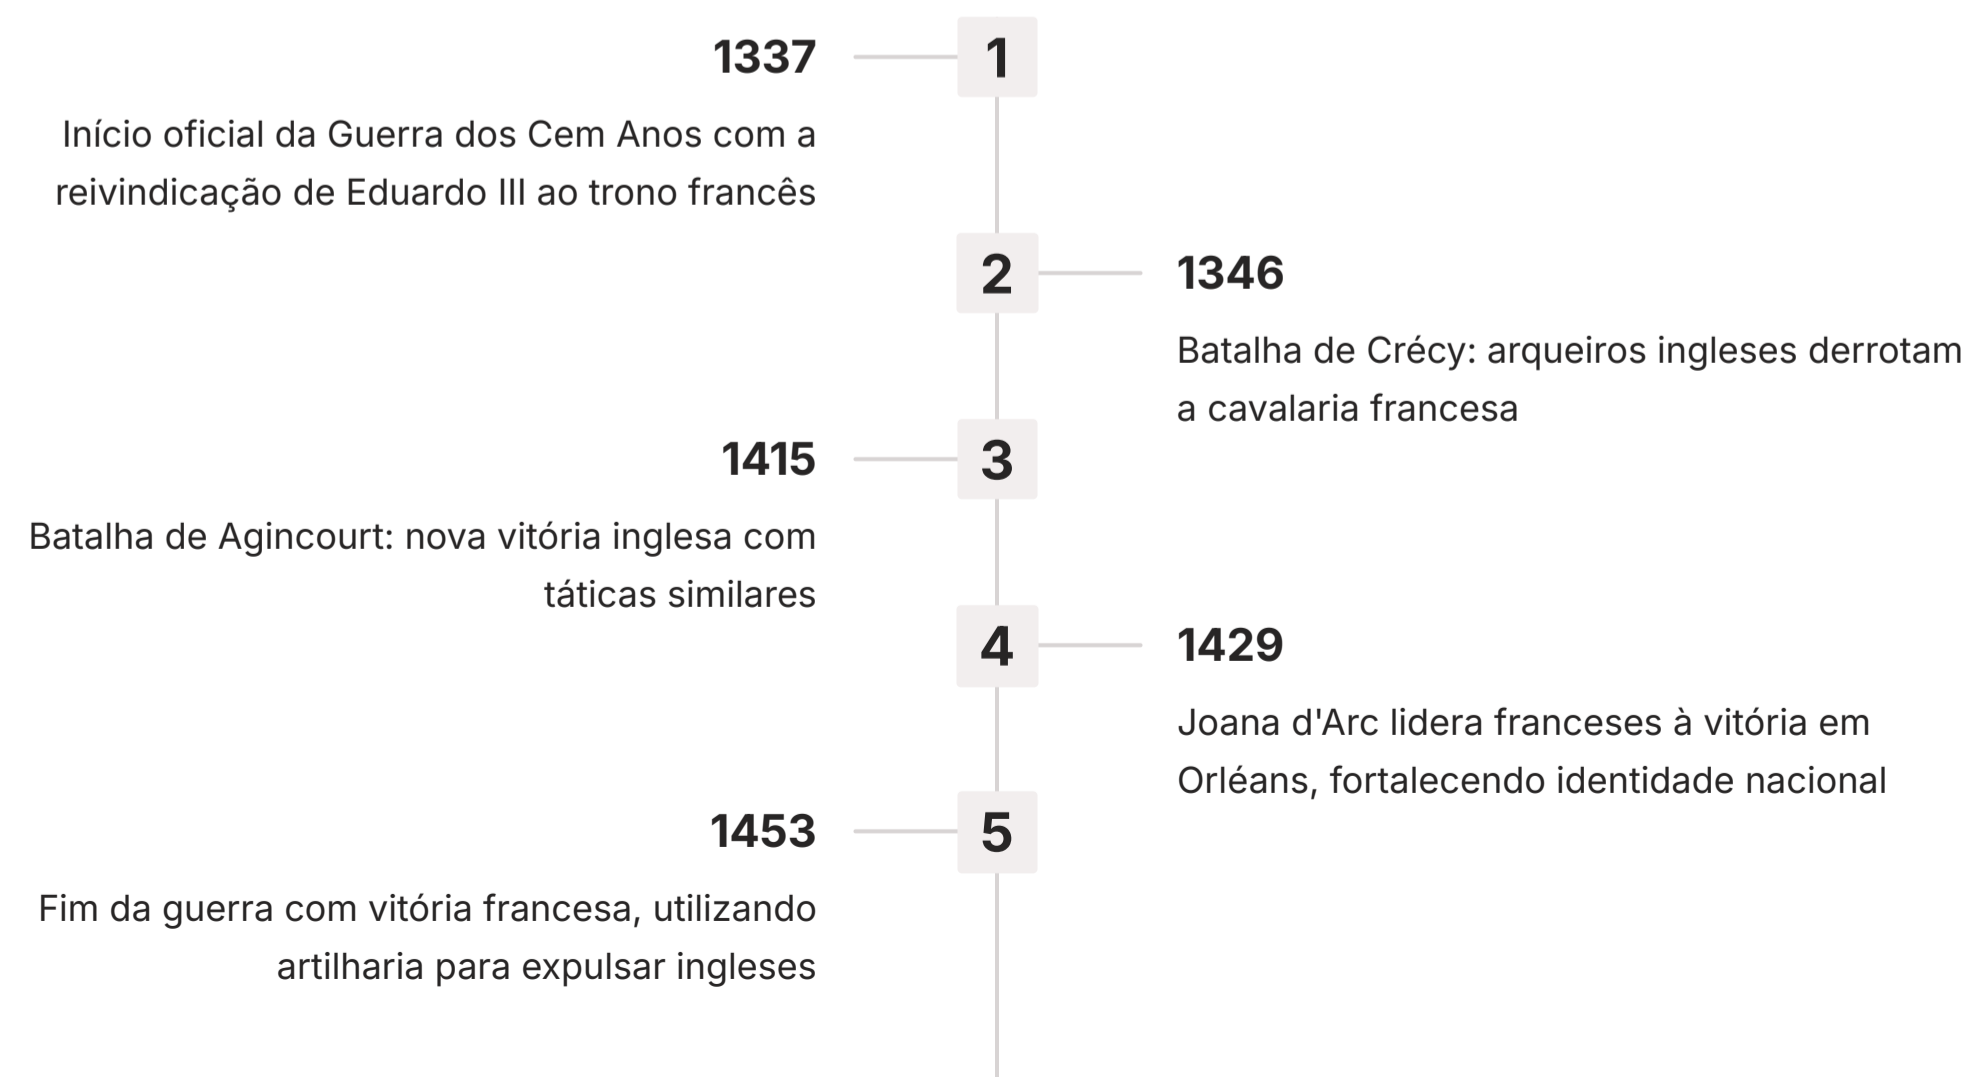 1
1337
Início oficial da Guerra dos Cem Anos com a
reivindicação de Eduardo III ao trono francês
2
1346
Batalha de Crécy: arqueiros ingleses derrotam
a cavalaria francesa
3
1415
Batalha de Agincourt: nova vitória inglesa com
táticas similares
4
1429
Joana d'Arc lidera franceses à vitória em
Orléans, fortalecendo identidade nacional
5
1453
Fim da guerra com vitória francesa, utilizando
artilharia para expulsar ingleses